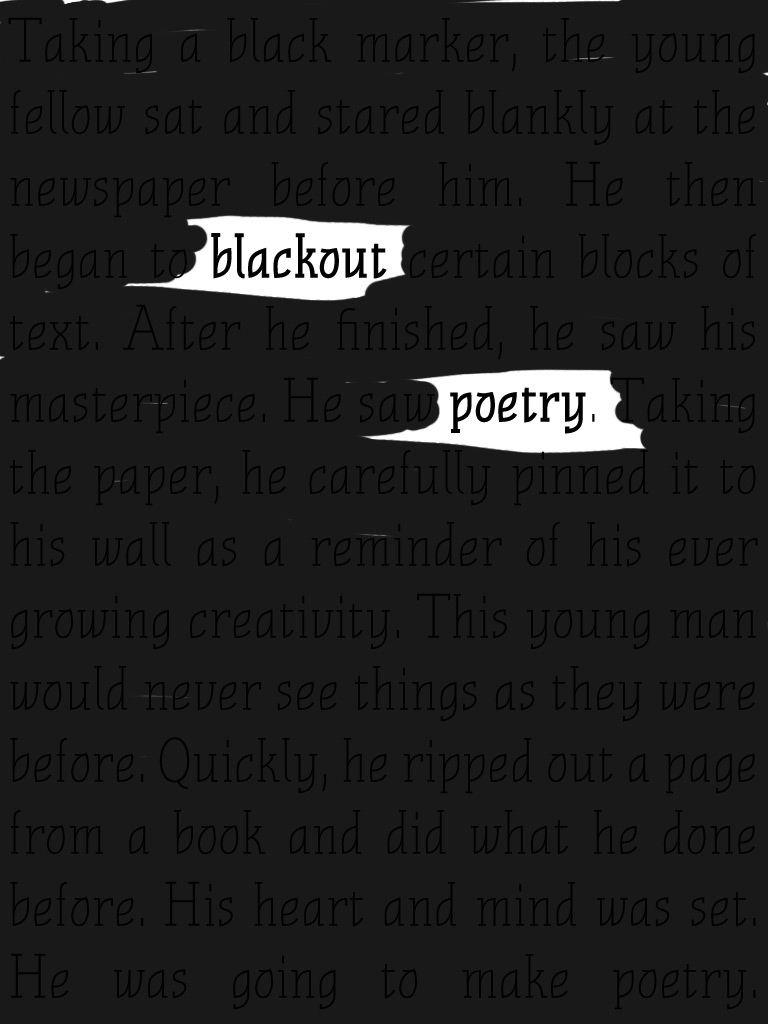 Taking a black marker, the young
fellow sat and stared blankly at the
newspaper before him. He then
began to blackout certain blocks of
text. After he finished, he saw his
masterpiece. He saw poetry. Taking
the paper, he carefully pinned it to
his wall as a reminder of his ever
growing creativity. This young man
would never see things as they were
before. Quickly, he ripped out a page
from a book and did what he done
before. His heart and mind was set.
He was going to make poetry.